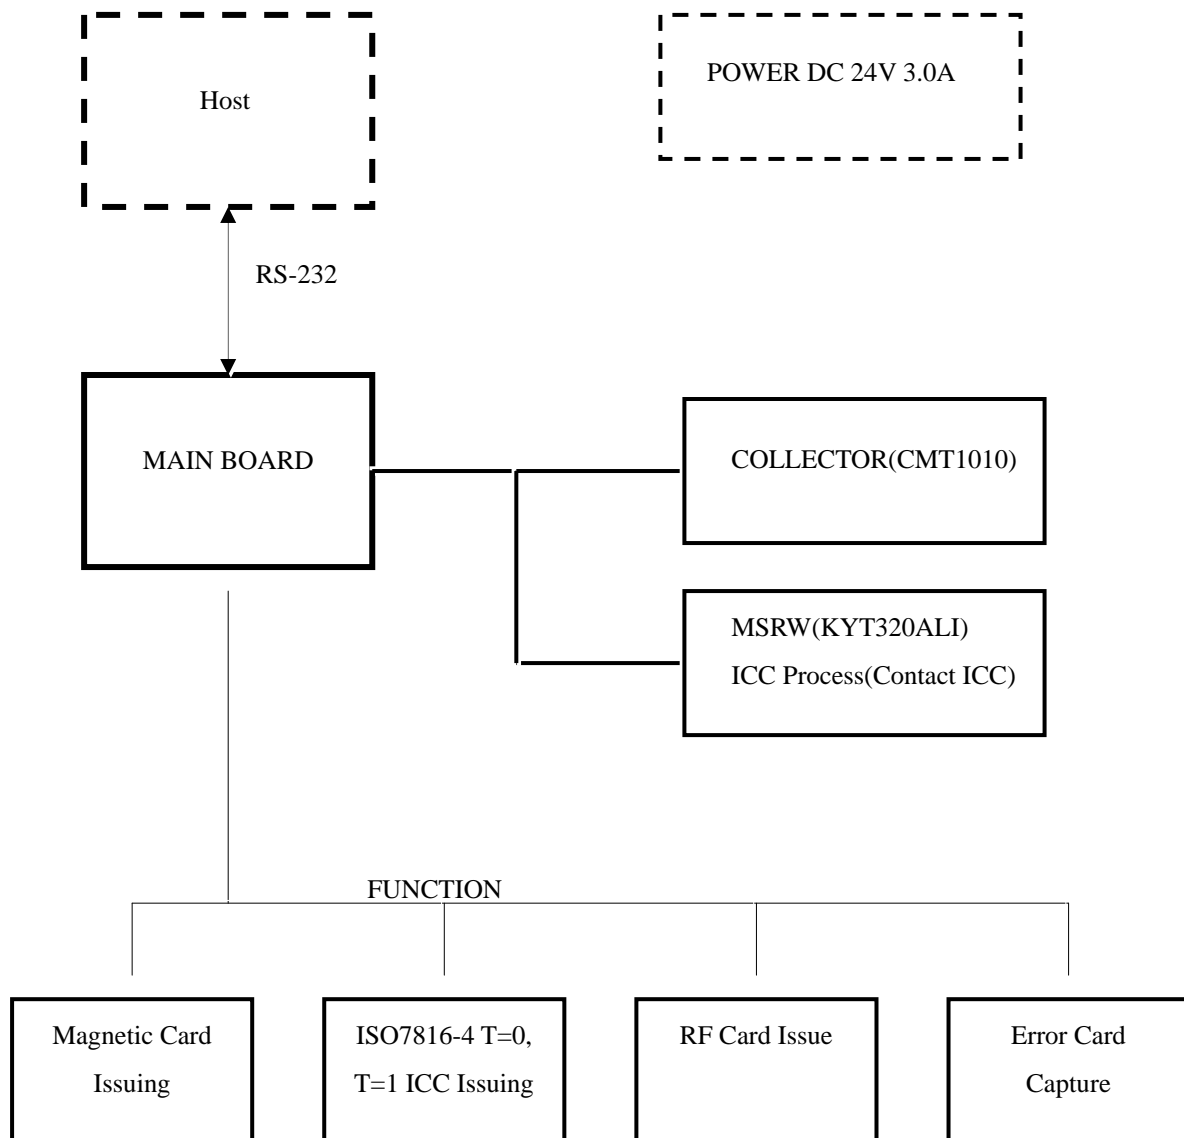 Host
POWER DC 24V 3.0A
RS-232
MAIN BOARD
COLLECTOR(CMT1010)
MSRW(KYT320ALI)
ICC Process(Contact ICC)
FUNCTION
Magnetic Card
Issuing
ISO7816-4 T=0,
T=1 ICC Issuing
RF Card Issue
Error Card
Capture